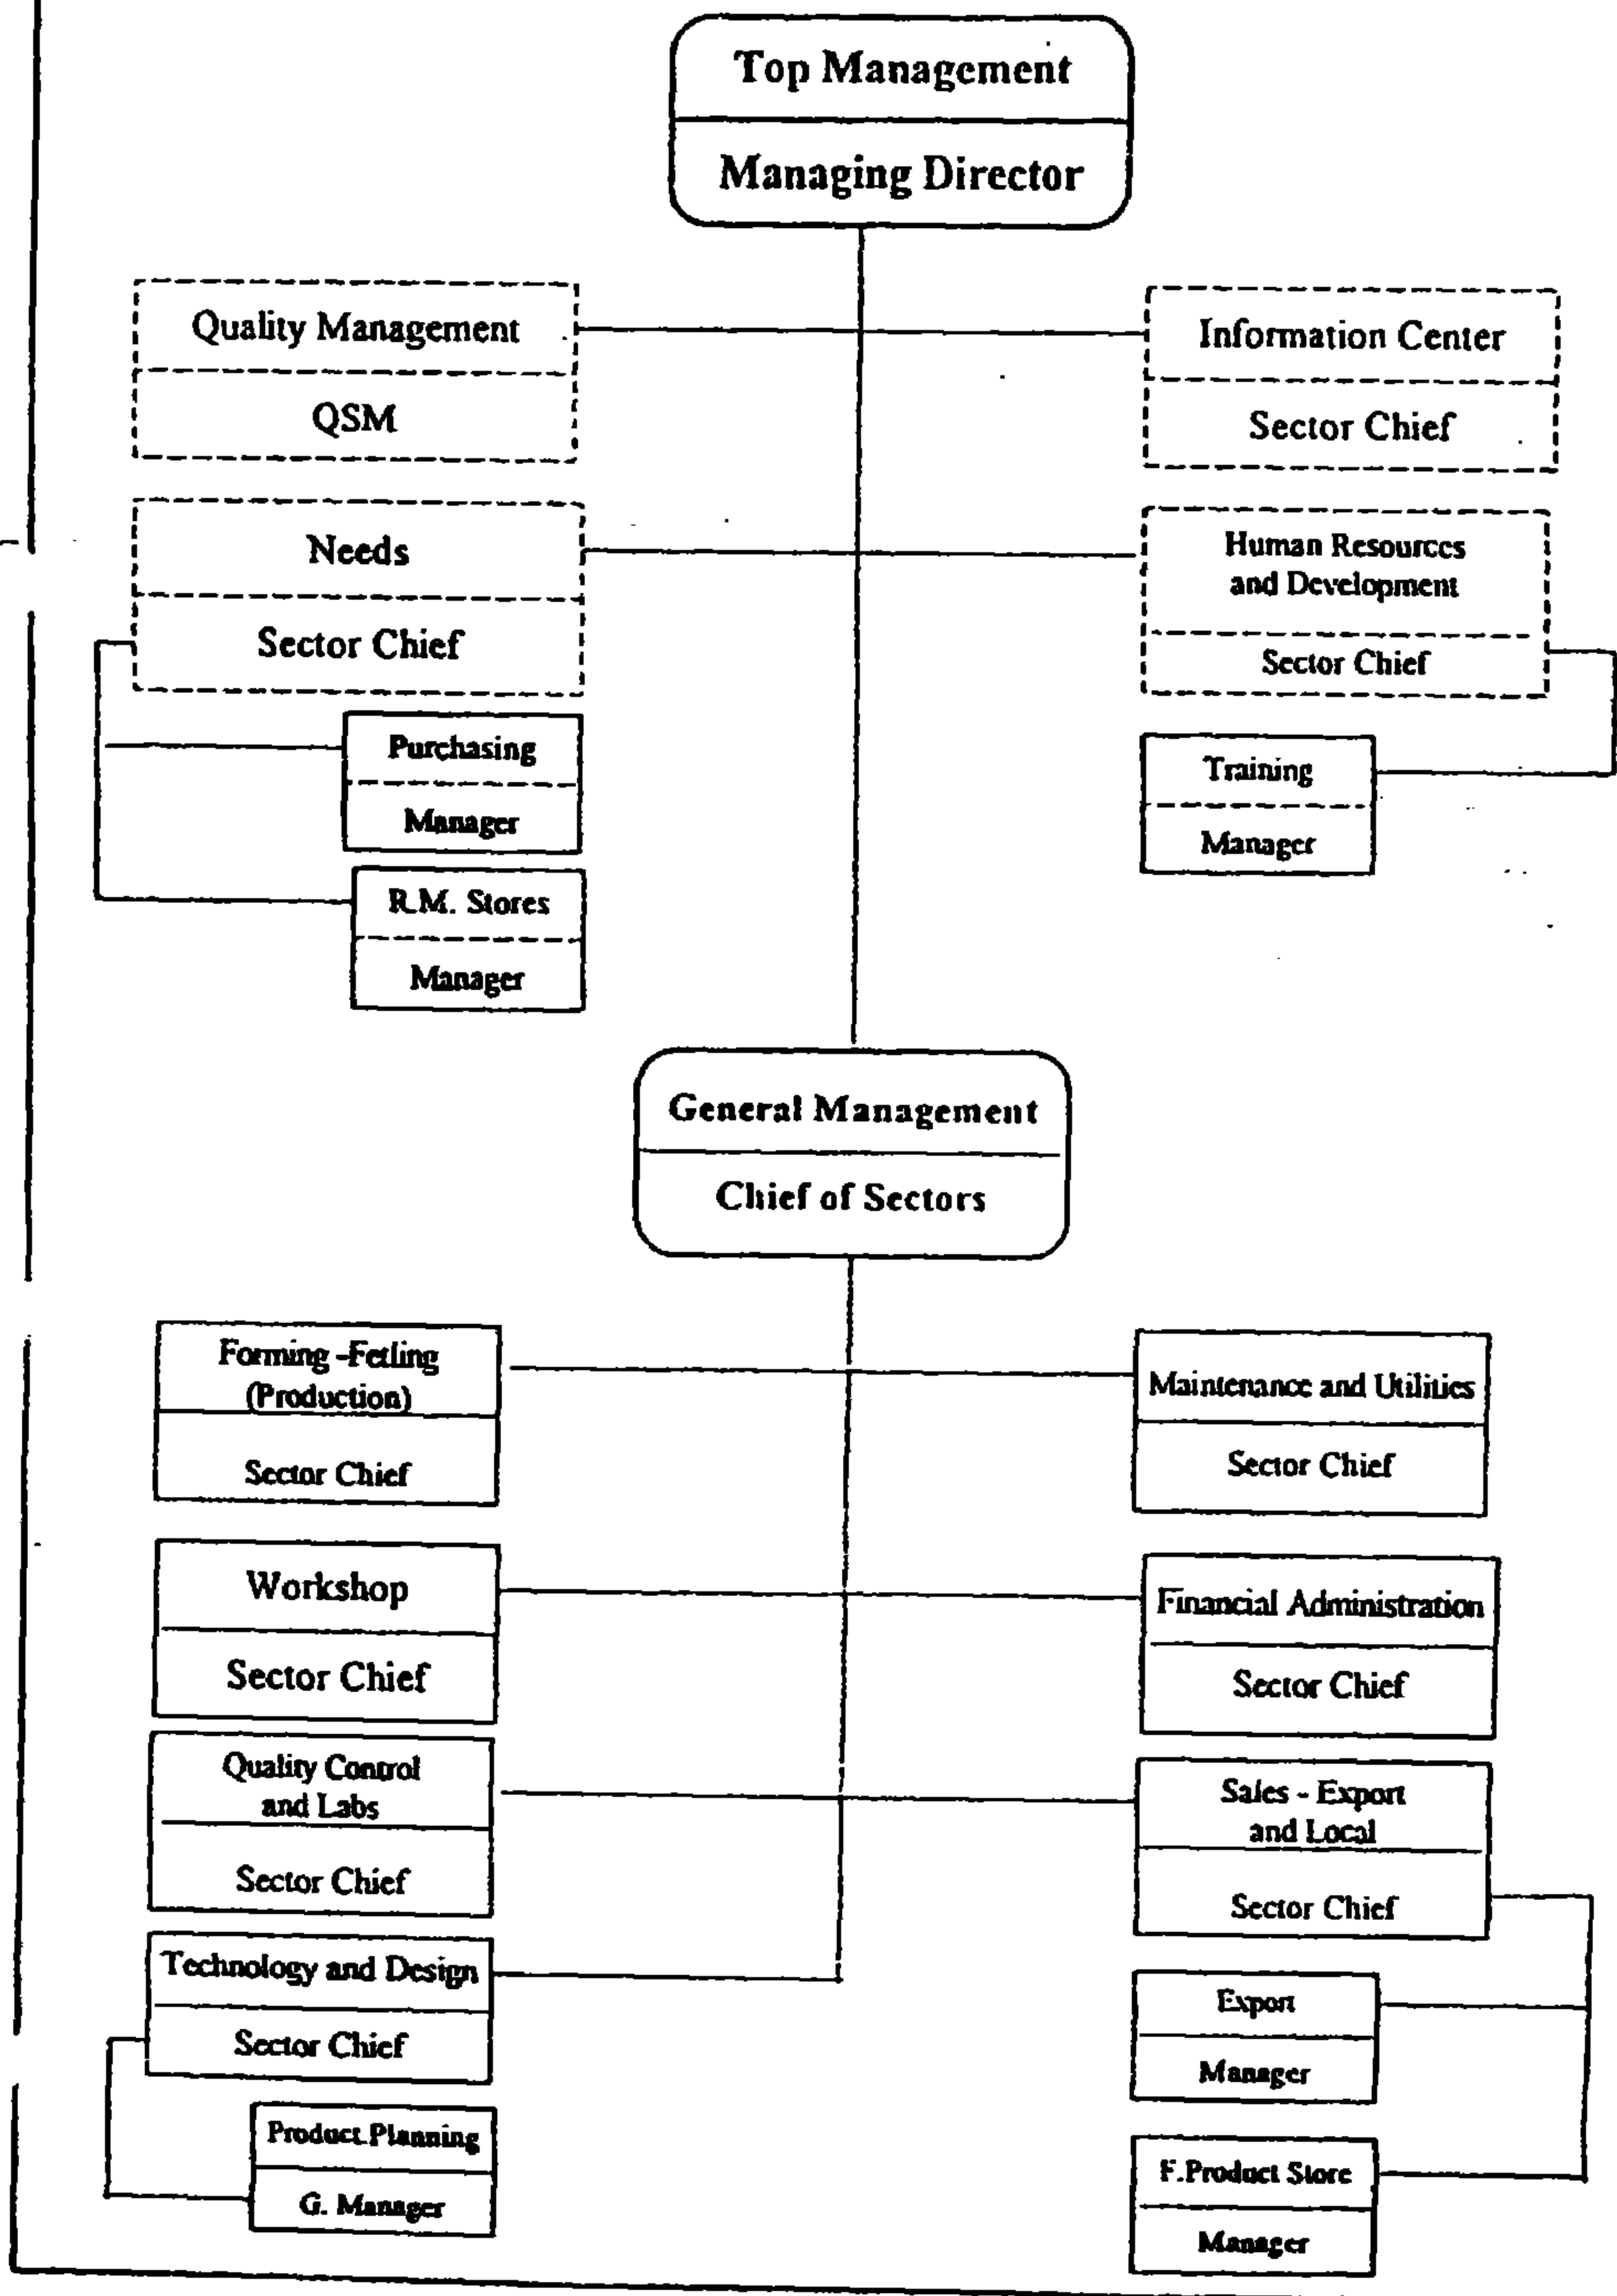 Top Management
Managing Director
Quality Management
QSM
Information Center
Sector Chief
Needs
Sector Chief
Human Resources
and Development
Sector Chief
Purchasing
Manager
R.M. Stores
Manager
Training
Manager
General Management
Chief of Sectors
Forming -Fetling
(Production)
Sector Chief
Maintenance and Utilities
Sector Chief
Workshop
Sector Chief
Financial Administration
Sector Chief
Quality Control
and Labs
Sector Chief
Sales - Export
and Local
Sector Chief
Technology and Design
Sector Chief
Export
Manager
Product Planning
G. Manager
F.Product Store
Manager